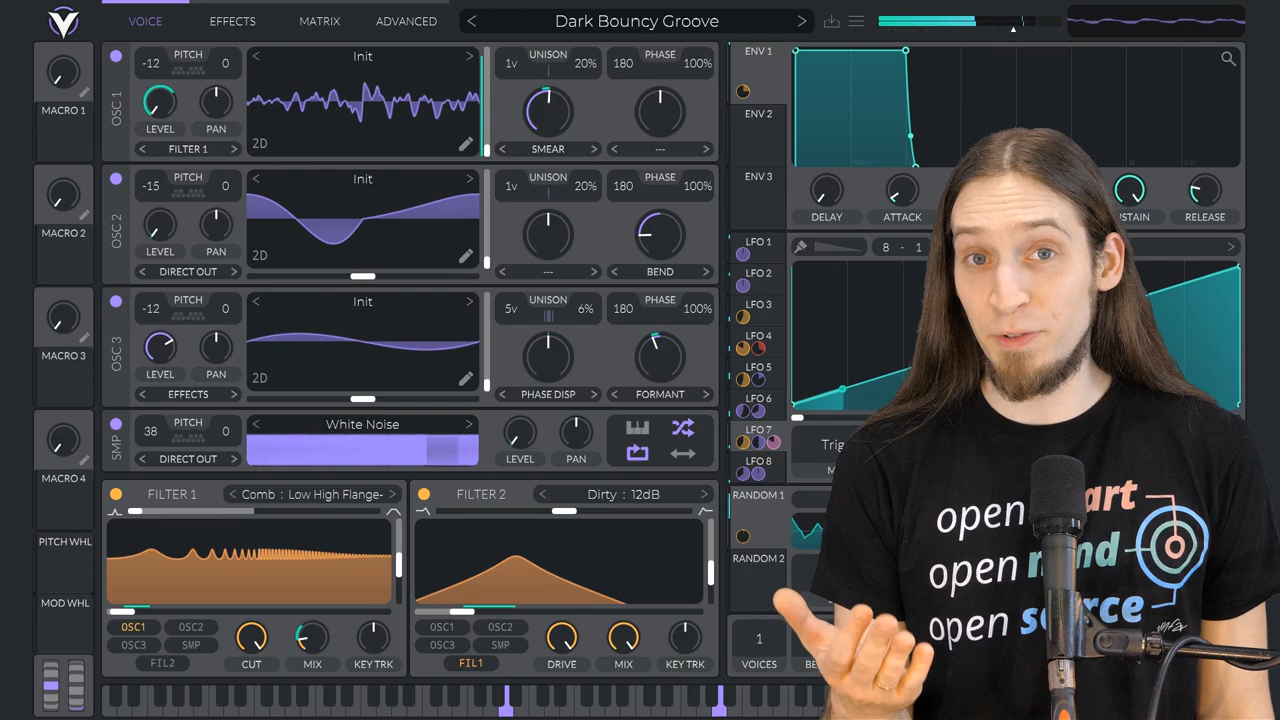 VOICE EFFECTS MATRIX ADVANCED < Dark Bouncy Groove >
MACRO 1
MACRO 2
MACRO 3
MACRO 4
PITCH WHL
MOD WHL
OSC 1
-12 PITCH 0
LEVEL PAN
< FILTER 1 >
< Init >
2D
UNISON
1v 20%
< SMEAR >
PHASE
180 100%
< --- >
OSC 2
-15 PITCH 0
LEVEL PAN
< DIRECT OUT >
< Init >
2D
UNISON
1v 20%
< --- >
PHASE
180 100%
< BEND >
OSC 3
-12 PITCH 0
LEVEL PAN
< EFFECTS >
< Init >
2D
UNISON
5v 6%
< PHASE DISP >
PHASE
180 100%
< FORMANT >
SMP
38 PITCH 0
< DIRECT OUT >
< White Noise >
LEVEL PAN
FILTER 1 < Comb : Low High Flange- >
OSC1 OSC2
OSC3 SMP
FIL2
CUT MIX KEY TRK
FILTER 2 < Dirty : 12dB >
OSC1 OSC2
OSC3 SMP
FIL1
DRIVE MIX KEY TRK
ENV 1
ENV 2
ENV 3
DELAY ATTACK STAIN RELEASE
LFO 1
LFO 2
LFO 3
LFO 4
LFO 5
LFO 6
LFO 7
LFO 8
8 - 1 >
Trig
RANDOM 1
RANDOM 2
1
VOICES
open art
open mind
open source